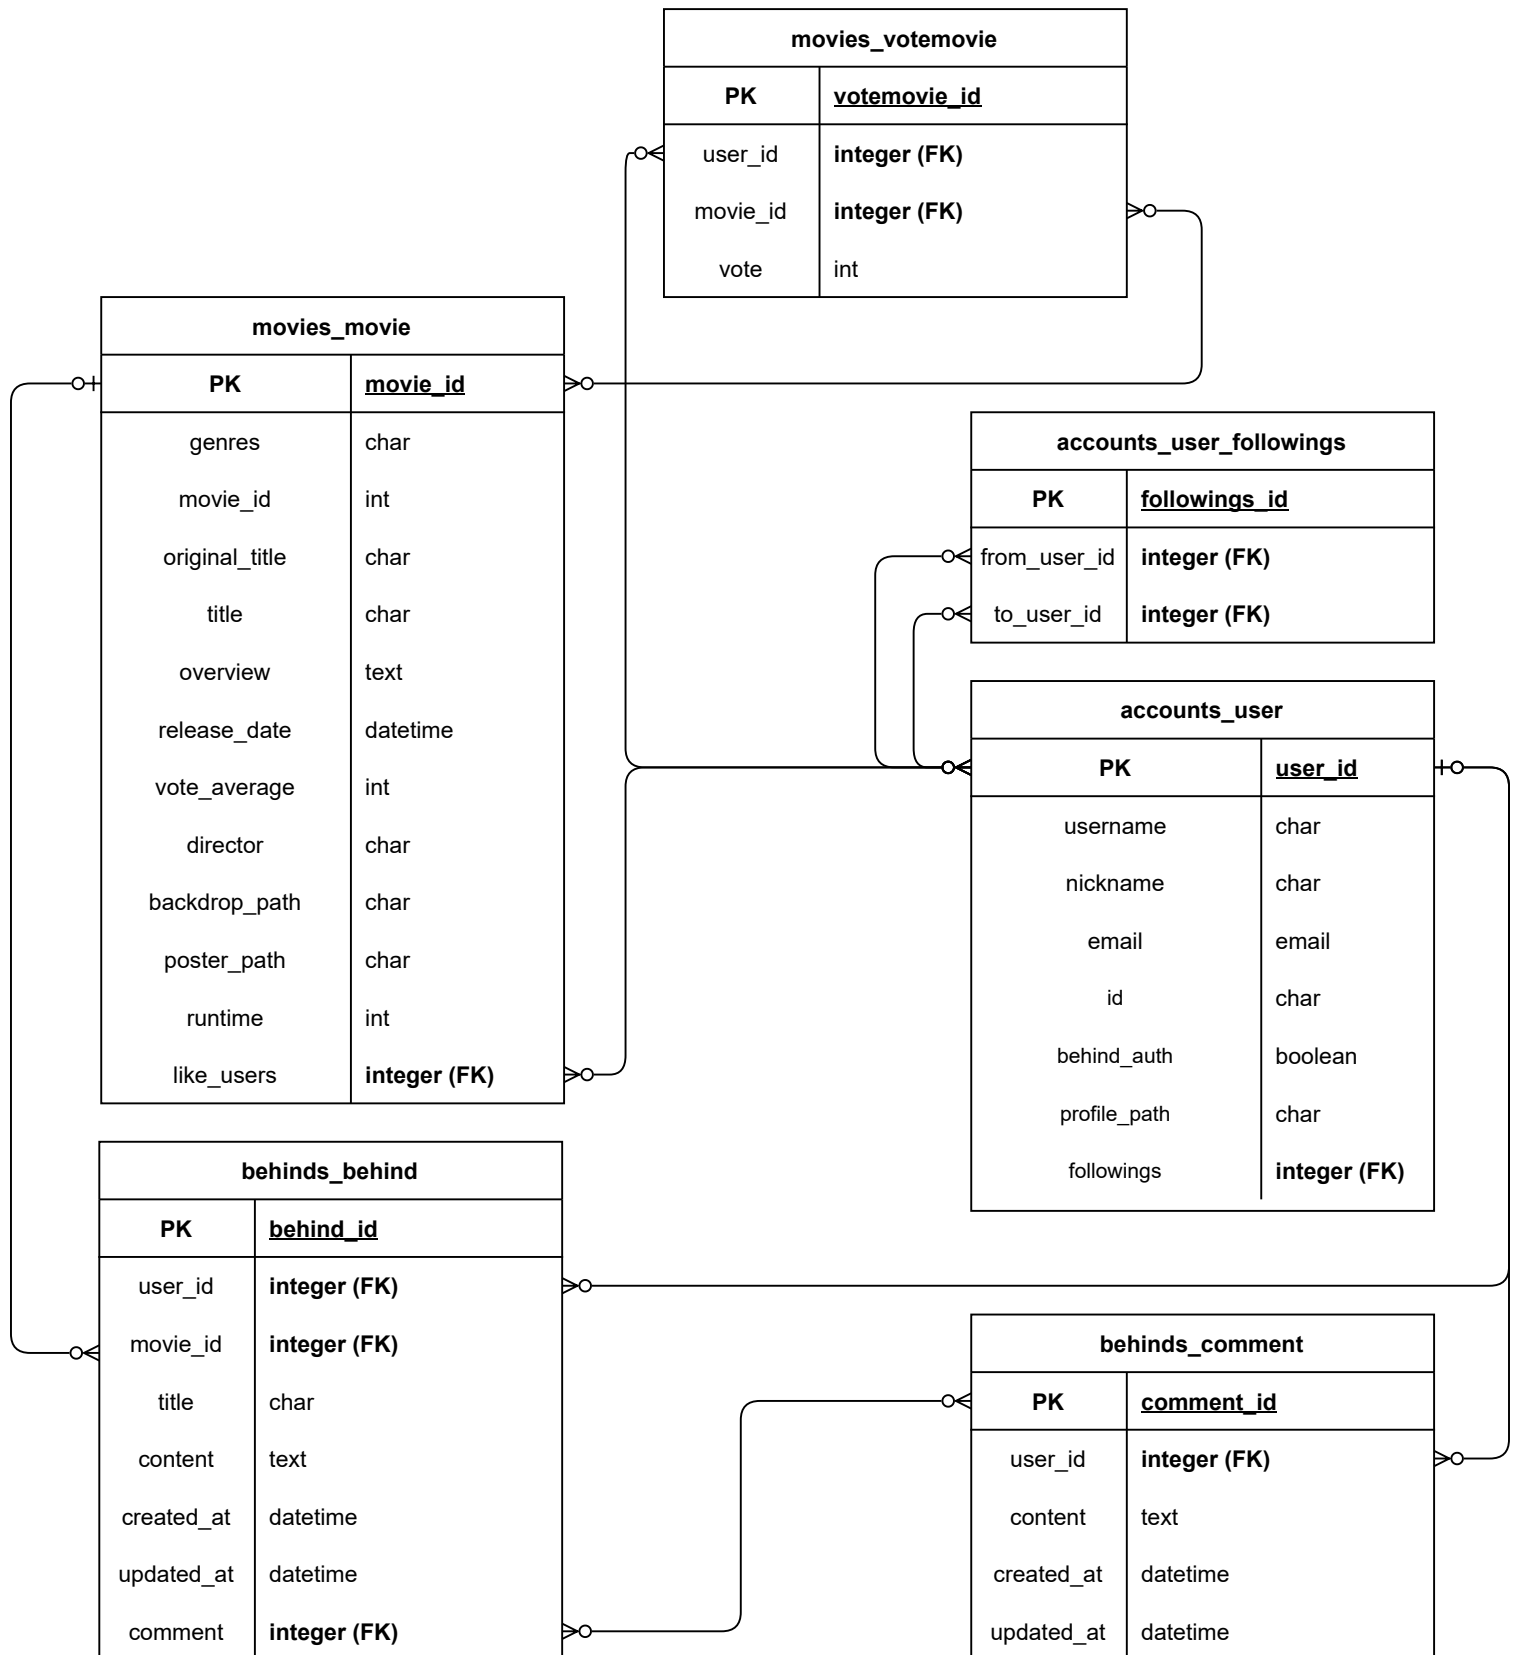 movies_votemovie
PK votemovie_id
user_id integer (FK)
movie_id integer (FK)
vote int
movies_movie
PK movie_id
genres char
movie_id int
original_title char
title char
overview text
release_date datetime
vote_average int
director char
backdrop_path char
poster_path char
runtime int
like_users integer (FK)
accounts_user_followings
PK followings_id
from_user_id integer (FK)
to_user_id integer (FK)
accounts_user
PK user_id
username char
nickname char
email email
id char
behind_auth boolean
profile_path char
followings integer (FK)
behinds_behind
PK behind_id
user_id integer (FK)
movie_id integer (FK)
title char
content text
created_at datetime
updated_at datetime
comment integer (FK)
behinds_comment
PK comment_id
user_id integer (FK)
content text
created_at datetime
updated_at datetime